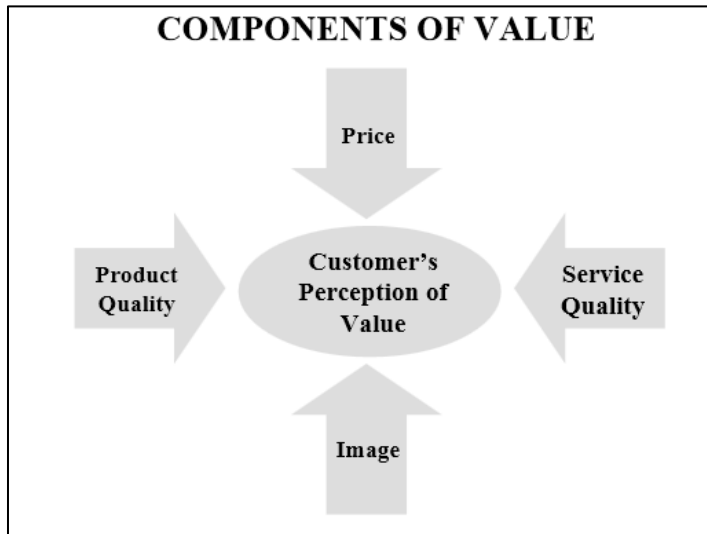 COMPONENTS OF VALUE
Price
Product
Quality
Customer's
Perception of
Value
Service
Quality
Image